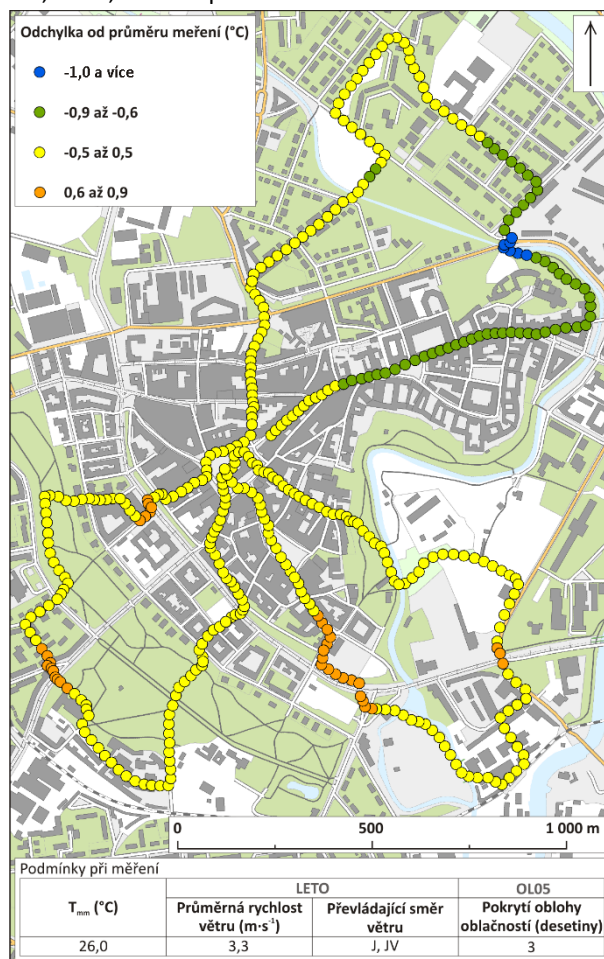 Odchylka od průměru meření (°C)
-1,0 a více
-0,9 až -0,6
-0,5 až 0,5
0,6 až 0,9
0 500 1 000 m
Podmínky při měření
LETO OL05
Tmm (°C) Průměrná rychlost větru (m·s-1) Převládající směr větru Pokrytí oblohy oblačností (desetiny)
26,0 3,3 J, JV 3